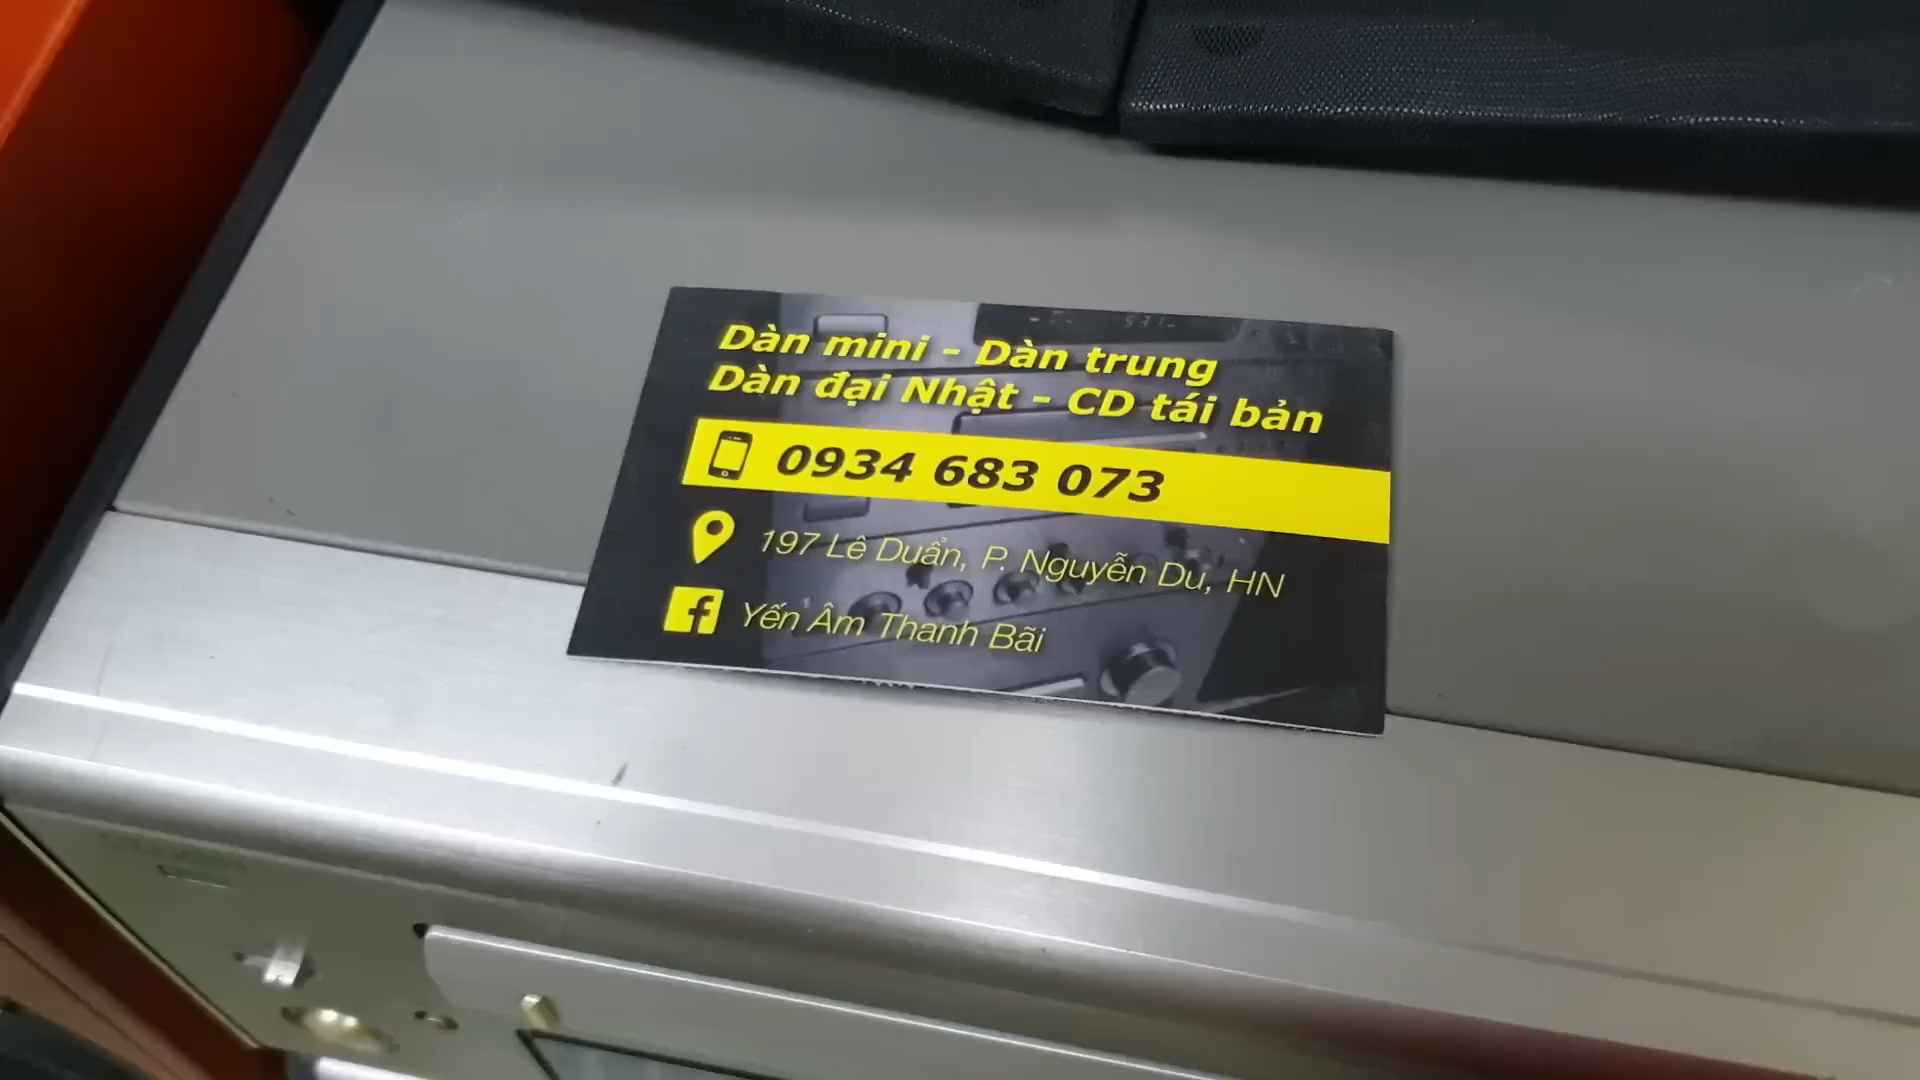 Dàn mini - Dàn trung
Dàn đại Nhật - CD tái bản
0934 683 073
197 Lê Duẩn, P. Nguyễn Du, HN
Yến Âm Thanh Bãi